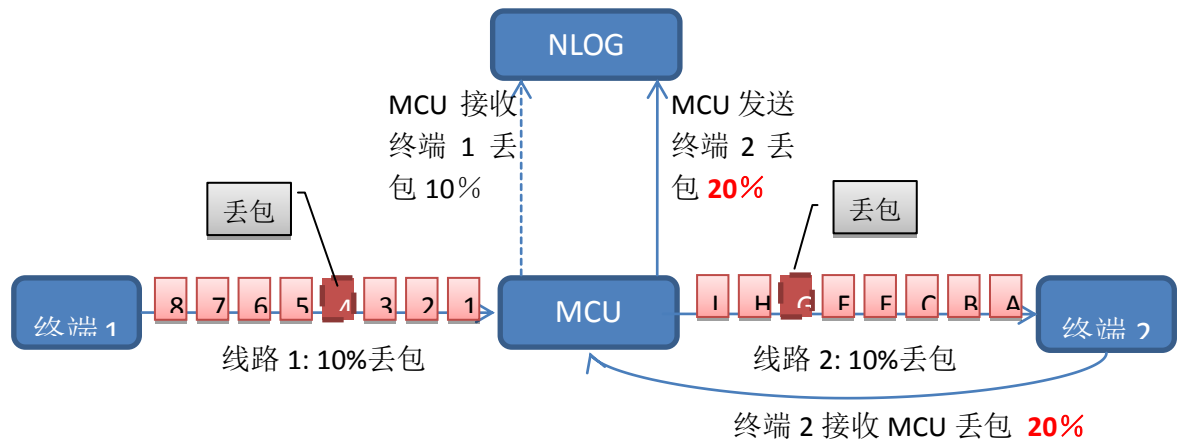 NLOG
MCU 接收
终端 1 丢
包 10%
MCU 发送
终端 2 丢
包 20%
丢包
丢包
终端 1
8 7 6 5 4 3 2 1
MCU
I H G F E C B A
终端 2
线路 1: 10%丢包
线路 2: 10%丢包
终端 2 接收 MCU 丢包 20%